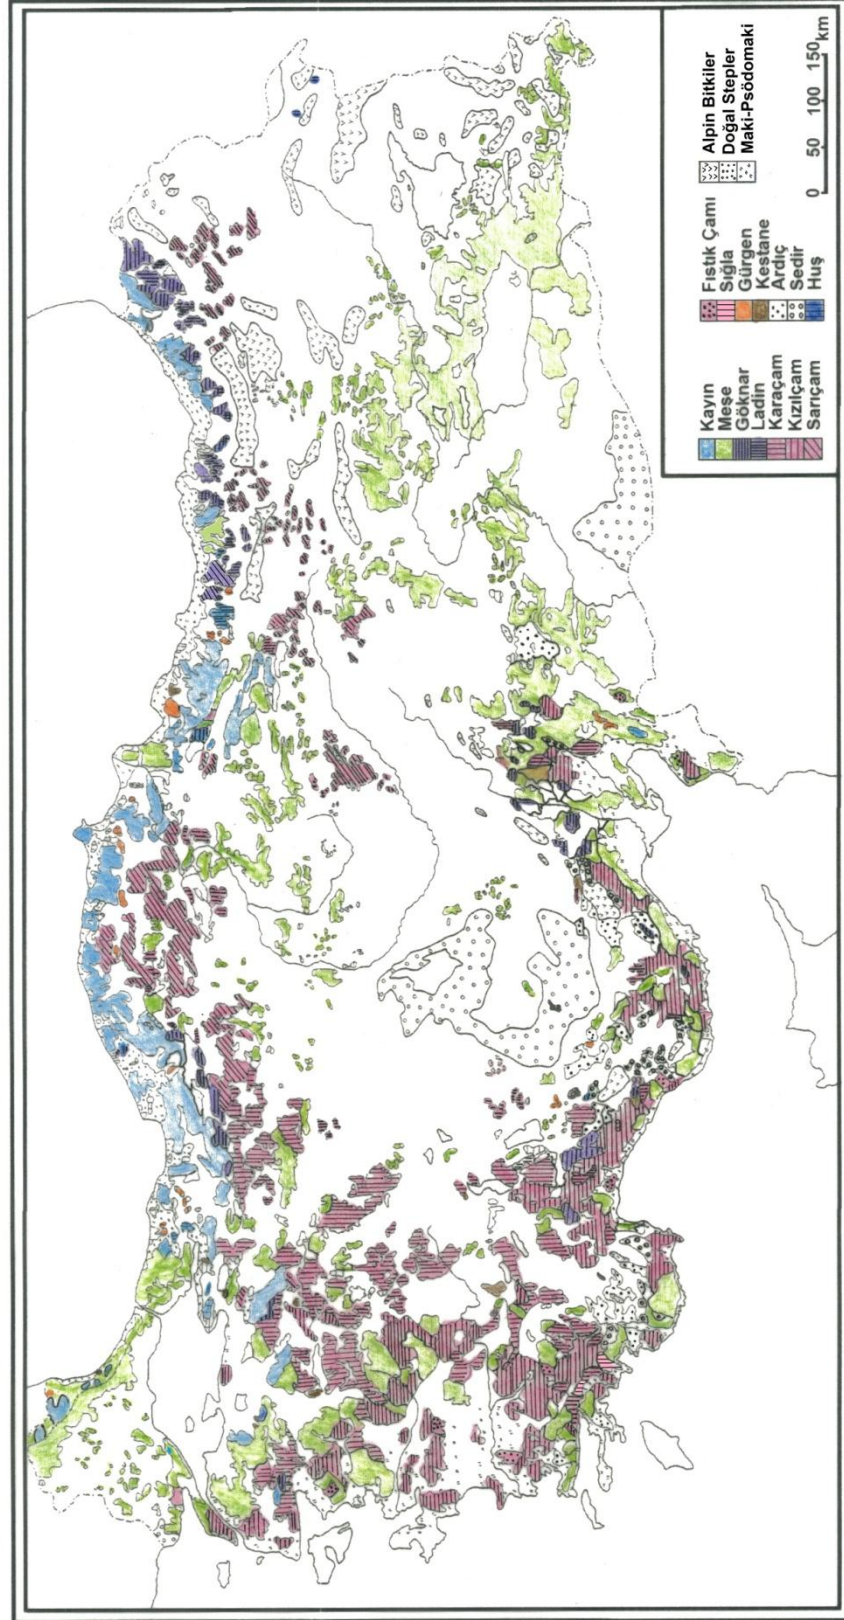 Kayın
Meşe
Göknar
Ladin
Karaçam
Kızılçam
Sarıçam
Fıstık Çamı
Sığla
Gürgen
Kestane
Ardıç
Sedir
Huş
Alpin Bitkiler
Doğal Stepler
Maki-Psödomaki
0 50 100 150 km